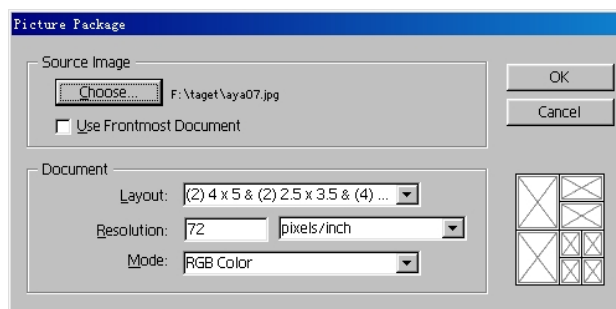 Picture Package
Source Image
Choose... F:\taget\aya07.jpg
Use Frontmost Document
OK
Cancel
Document
Layout: (2) 4 x 5 & (2) 2.5 x 3.5 & (4) ...
Resolution: 72 pixels/inch
Mode: RGB Color